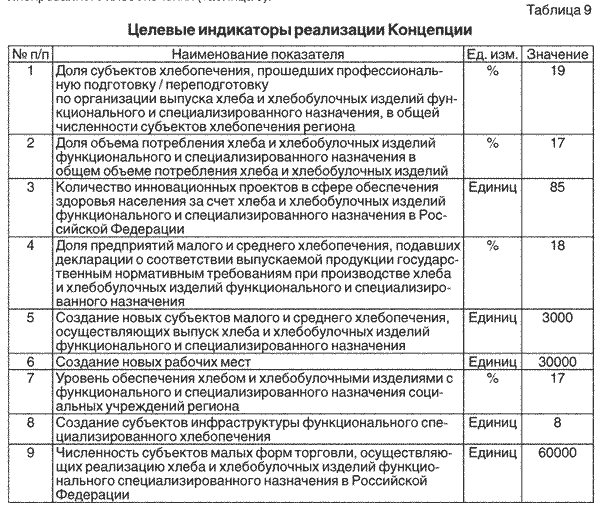 Таблица 9
Целевые индикаторы реализации Концепции
№ п/п Наименование показателя Ед. изм. Значение
1 Доля субъектов хлебопечения, прошедших профессиональ- % 19
ную подготовку / переподготовку
по организации выпуска хлеба и хлебобулочных изделий фун-
кционального и специализированного назначения, в общей
численности субъектов хлебопечения региона
2 Доля объема потребления хлеба и хлебобулочных изделий % 17
функционального и специализированного назначения в
общем объеме потребления хлеба и хлебобулочных изделий
3 Количество инновационных проектов в сфере обеспечения Единиц 85
здоровья населения за счет хлеба и хлебобулочных изделий
функционального и специализированного назначения в Рос-
сийской Федерации
4 Доля предприятий малого и среднего хлебопечения, подавших % 18
декларации о соответствии выпускаемой продукции государс-
твенным нормативным требованиям при производстве хлеба
и хлебобулочных изделий функционального и специализиро-
ванного назначения
5 Создание новых субъектов малого и среднего хлебопечения, Единиц 3000
осуществляющих выпуск хлеба и хлебобулочных изделий
функционального и специализированного назначения
6 Создание новых рабочих мест Единиц 30000
7 Уровень обеспечения хлебом и хлебобулочными изделиями с % 17
функционального и специализированного назначения соци-
альных учреждений региона
8 Создание субъектов инфраструктуры функционального спе- Единиц 8
циализированного хлебопечения
9 Численность субъектов малых форм торговли, осуществляю- Единиц 60000
щих реализацию хлеба и хлебобулочных изделий функцио-
нального специализированного назначения в Российской
Федерации